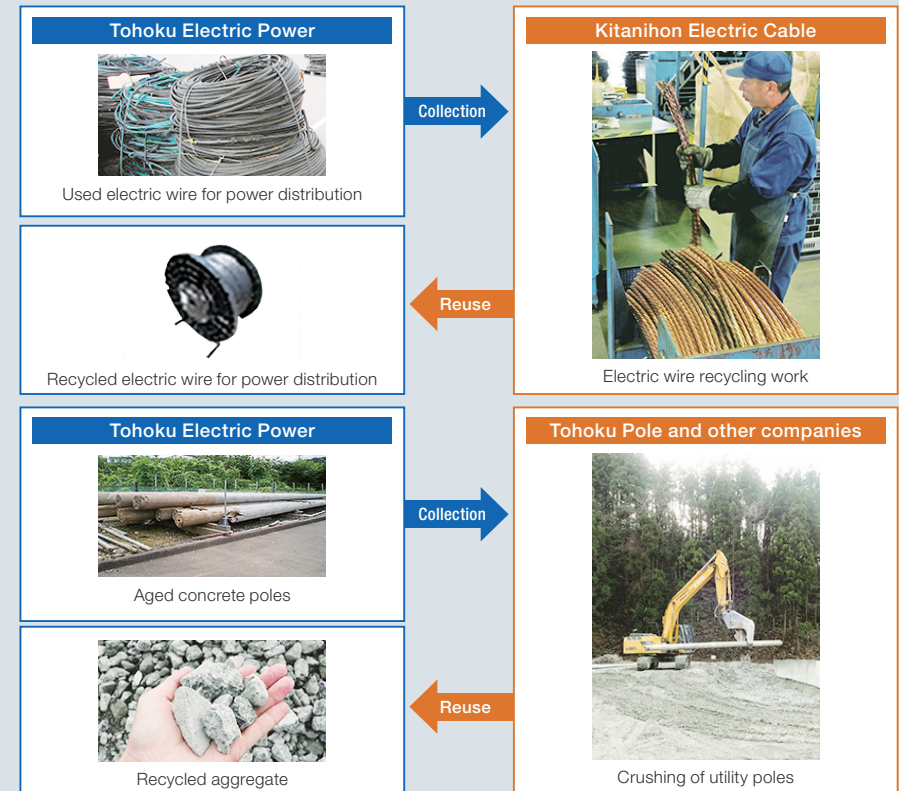 Tohoku Electric Power
Used electric wire for power distribution
Collection
Kitanihon Electric Cable
Electric wire recycling work
Reuse
Recycled electric wire for power distribution
Tohoku Electric Power
Aged concrete poles
Collection
Tohoku Pole and other companies
Crushing of utility poles
Reuse
Recycled aggregate